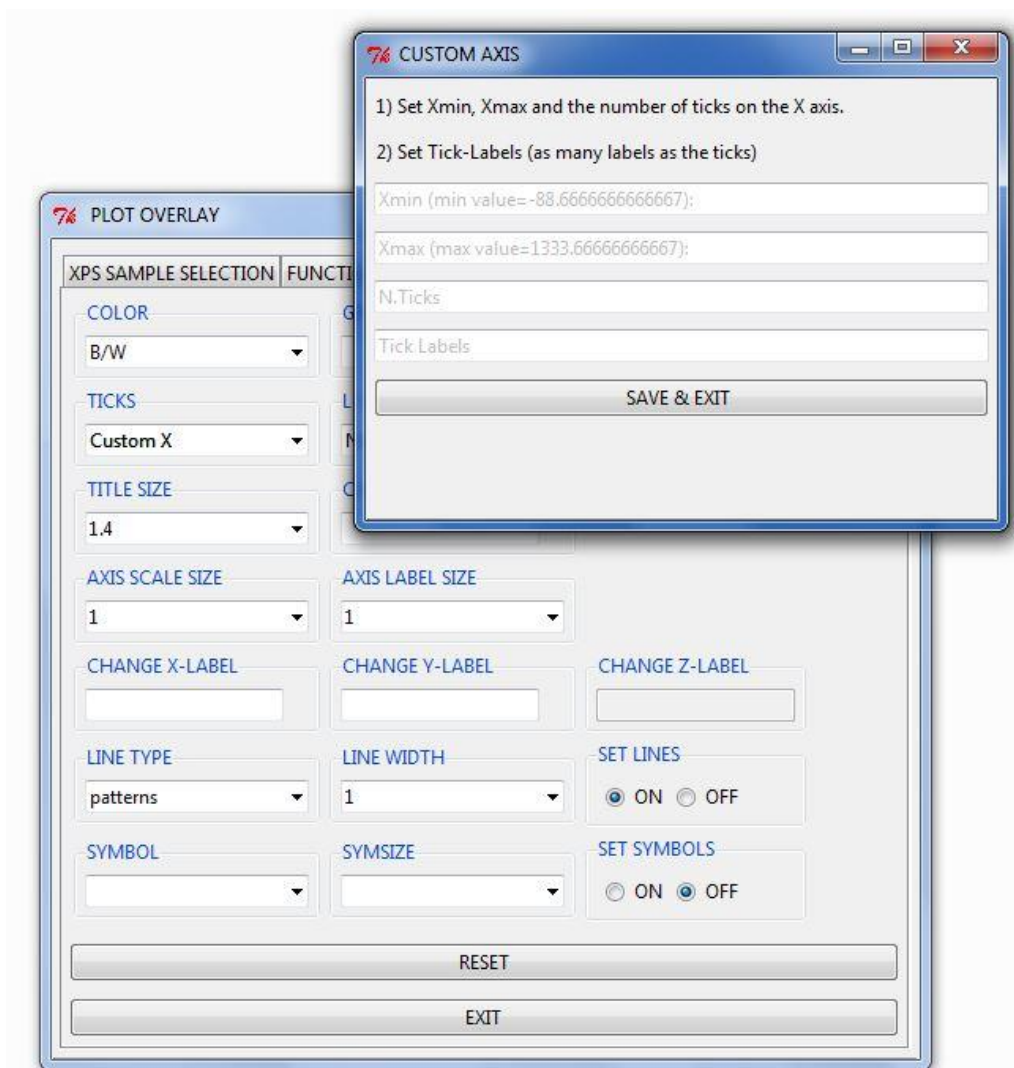 CUSTOM AXIS
1) Set Xmin, Xmax and the number of ticks on the X axis.
2) Set Tick-Labels (as many labels as the ticks)
Xmin (min value=-88.6666666666667):
Xmax (max value=1333.66666666667):
N.Ticks
Tick Labels
SAVE & EXIT
PLOT OVERLAY
XPS SAMPLE SELECTION
COLOR
B/W
TICKS
Custom X
TITLE SIZE
1.4
AXIS SCALE SIZE
AXIS LABEL SIZE
1
1
CHANGE X-LABEL
CHANGE Y-LABEL
CHANGE Z-LABEL
LINE TYPE
LINE WIDTH
SET LINES
patterns
1
ON
OFF
SYMBOL
SYMSIZE
SET SYMBOLS
ON
OFF
RESET
EXIT